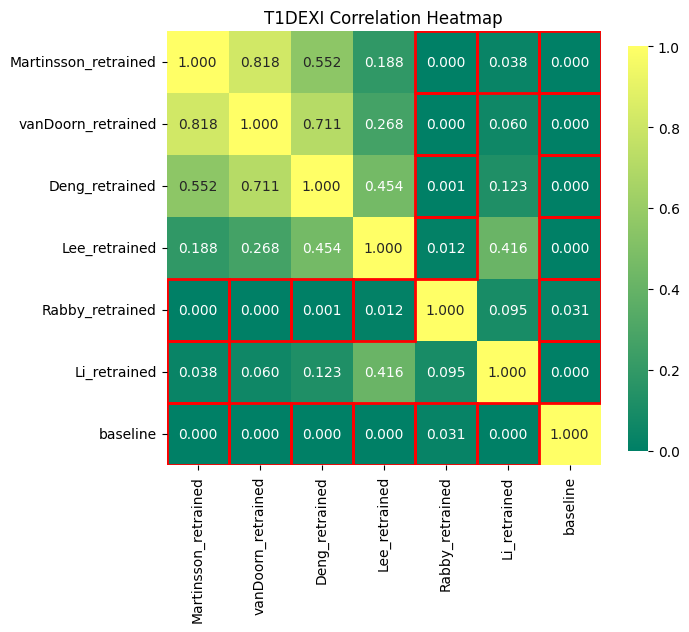 T1DEXI Correlation Heatmap
Martinsson_retrained 1.000 0.818 0.552 0.188 0.000 0.038 0.000
vanDoorn_retrained 0.818 1.000 0.711 0.268 0.000 0.060 0.000
Deng_retrained 0.552 0.711 1.000 0.454 0.001 0.123 0.000
Lee_retrained 0.188 0.268 0.454 1.000 0.012 0.416 0.000
Rabby_retrained 0.000 0.000 0.001 0.012 1.000 0.095 0.031
Li_retrained 0.038 0.060 0.123 0.416 0.095 1.000 0.000
baseline 0.000 0.000 0.000 0.000 0.031 0.000 1.000
Martinsson_retrained
vanDoorn_retrained
Deng_retrained
Lee_retrained
Rabby_retrained
Li_retrained
baseline
1.0
0.8
0.6
0.4
0.2
0.0